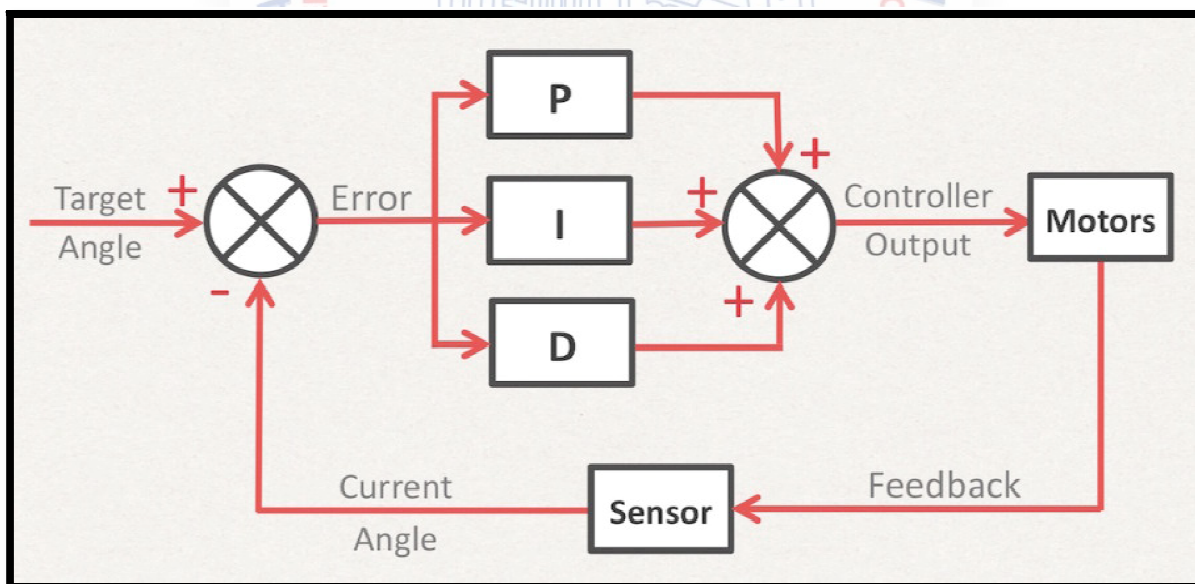 P
+
Target
Angle
+
Error
I
+
Controller
Output
Motors
-
+
D
Current
Angle
Sensor
Feedback